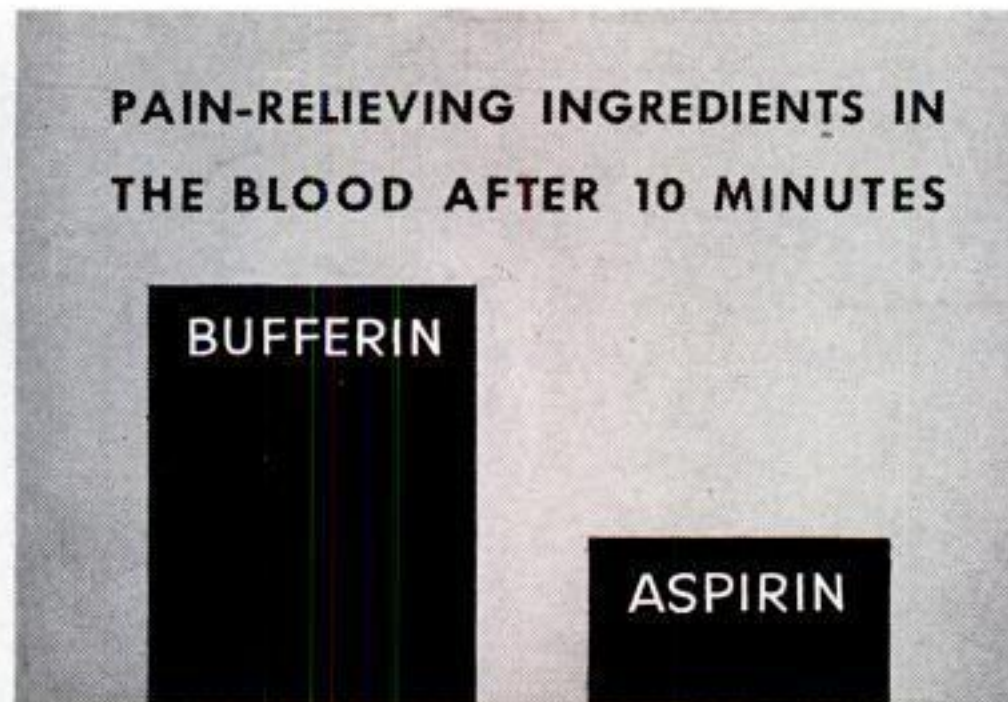 PAIN-RELIEVING INGREDIENTS IN
THE BLOOD AFTER 10 MINUTES
BUFFERIN
ASPIRIN